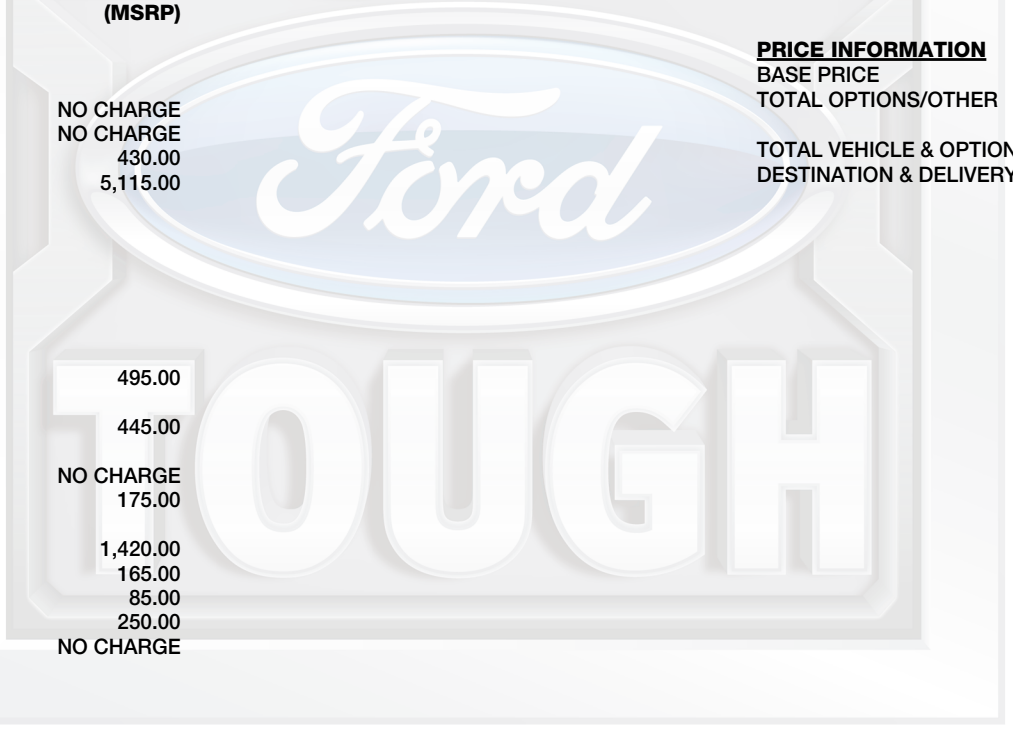 (MSRP)
NO CHARGE
NO CHARGE
430.00
5,115.00
495.00
445.00
NO CHARGE
175.00
1,420.00
165.00
85.00
250.00
NO CHARGE
PRICE INFORMATION
BASE PRICE
TOTAL OPTIONS/OTHER
TOTAL VEHICLE & OPTION
DESTINATION & DELIVERY
Ford
TOUGH